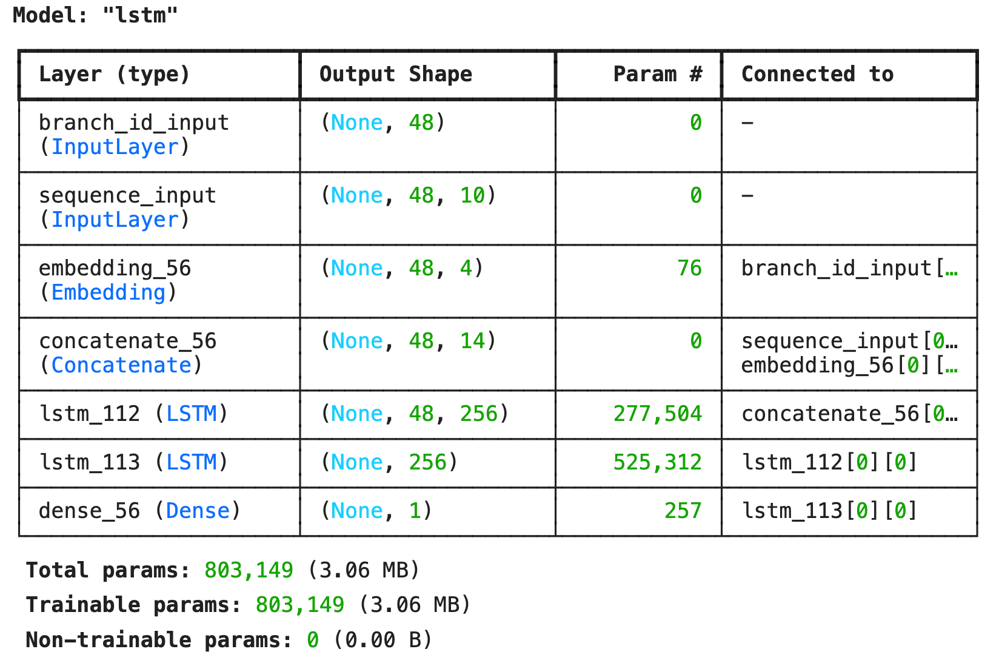 Model: "lstm"
Layer (type) Output Shape Param # Connected to
branch_id_input (None, 48) 0 –
(InputLayer)
sequence_input (None, 48, 10) 0 –
(InputLayer)
embedding_56 (None, 48, 4) 76 branch_id_input[…
(Embedding)
concatenate_56 (None, 48, 14) 0 sequence_input[0…
(Concatenate) embedding_56[0][…
lstm_112 (LSTM) (None, 48, 256) 277,504 concatenate_56[0…
lstm_113 (LSTM) (None, 256) 525,312 lstm_112[0][0]
dense_56 (Dense) (None, 1) 257 lstm_113[0][0]
Total params: 803,149 (3.06 MB)
Trainable params: 803,149 (3.06 MB)
Non–trainable params: 0 (0.00 B)